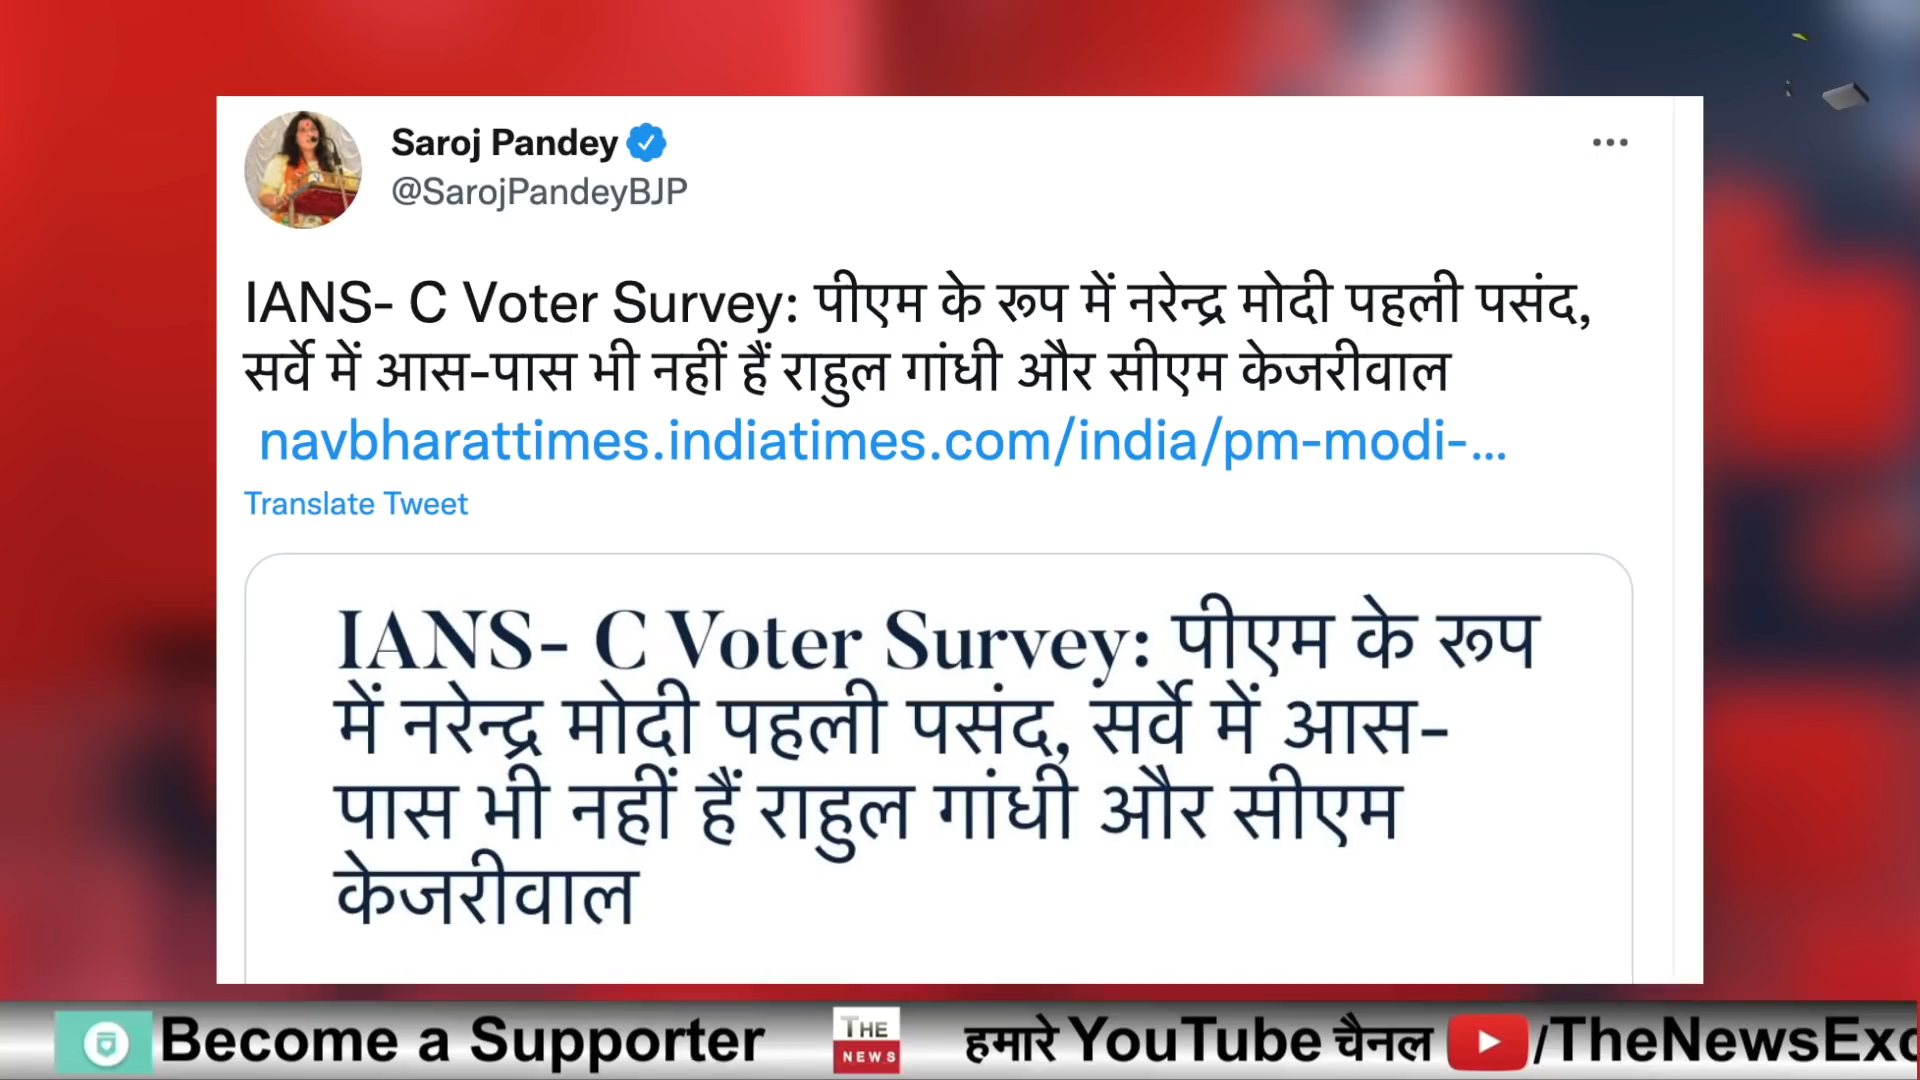 Saroj Pandey
@SarojPandeyBJP
IANS- C Voter Survey: पीएम के रूप में नरेन्द्र मोदी पहली पसंद,
सर्वे में आस-पास भी नहीं हैं राहुल गांधी और सीएम केजरीवाल
navbharattimes.indiatimes.com/india/pm-modi-...
Translate Tweet
IANS- C Voter Survey: पीएम के रूप
में नरेन्द्र मोदी पहली पसंद, सर्वे में आस-
पास भी नहीं हैं राहुल गांधी और सीएम
केजरीवाल
Become a Supporter THE NEWS हमारे YouTube चैनल /TheNewsExc